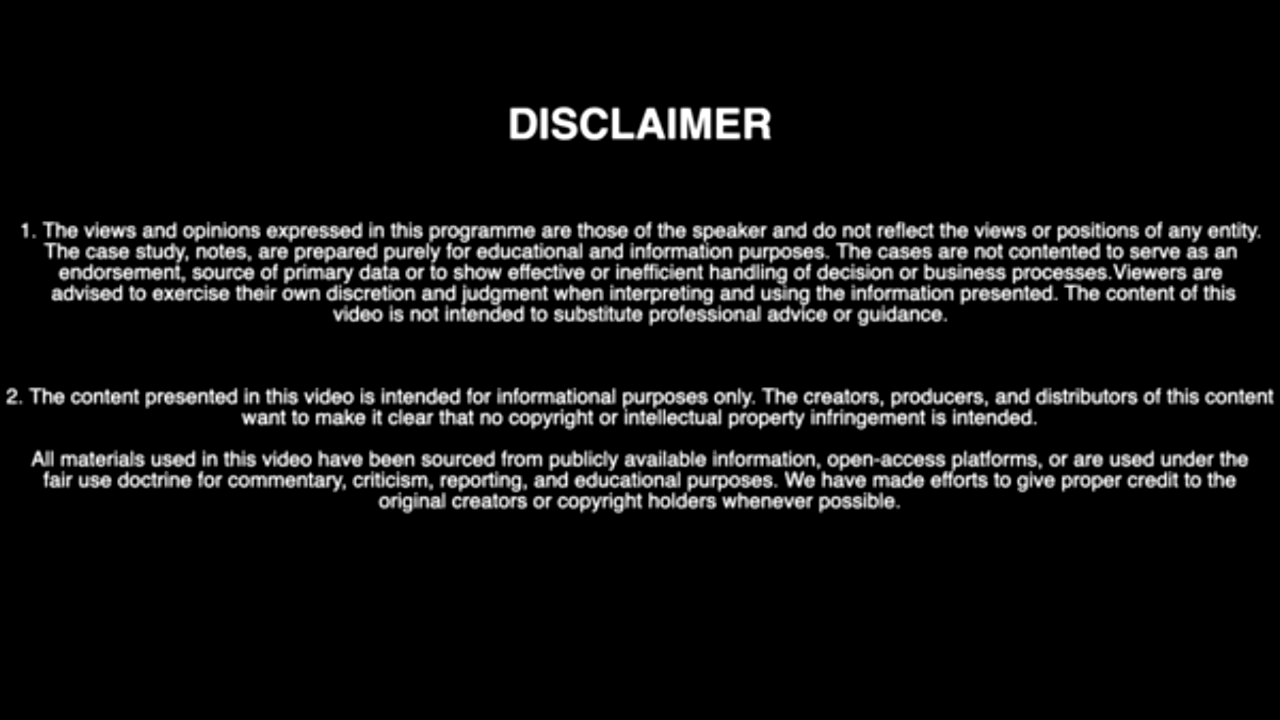 DISCLAIMER
1. The views and opinions expressed in this programme are those of the speaker and do not reflect the views or positions of any entity.
The case study, notes, are prepared purely for educational and information purposes. The cases are not contented to serve as an
endorsement, source of primary data or to show effective or inefficient handling of decision or business processes.Viewers are
advised to exercise their own discretion and judgment when interpreting and using the information presented. The content of this
video is not intended to substitute professional advice or guidance.
2. The content presented in this video is intended for informational purposes only. The creators, producers, and distributors of this content
want to make it clear that no copyright or intellectual property infringement is intended.
All materials used in this video have been sourced from publicly available information, open-access platforms, or are used under the
fair use doctrine for commentary, criticism, reporting, and educational purposes. We have made efforts to give proper credit to the
original creators or copyright holders whenever possible.